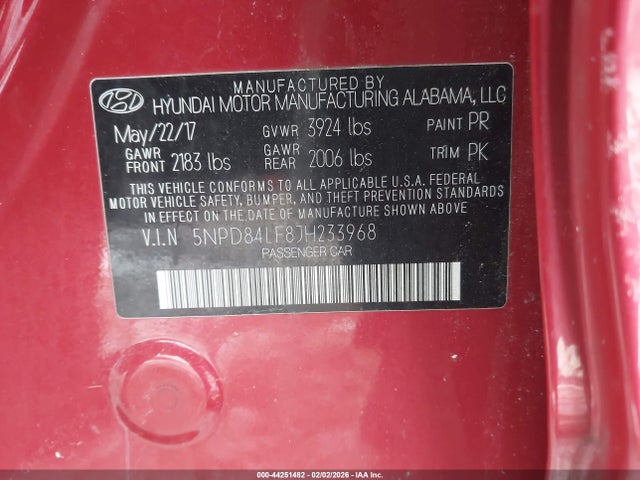 MANUFACTURED BY
HYUNDAI MOTOR MANUFACTURING ALABAMA, LLC
May/22/17 GVWR 3924 lbs PAINT PR
GAWR FRONT 2183 lbs GAWR REAR 2006 lbs TRIM PK
THIS VEHICLE CONFORMS TO ALL APPLICABLE U.S.A. FEDERAL
MOTOR VEHICLE SAFETY, BUMPER, AND THEFT PREVENTION STANDARDS
IN EFFECT ON THE DATE OF MANUFACTURE SHOWN ABOVE.
V.I.N 5NPD84LF8JH233968
PASSENGER CAR
000-44251482 - 02/02/2026 - IAA Inc.